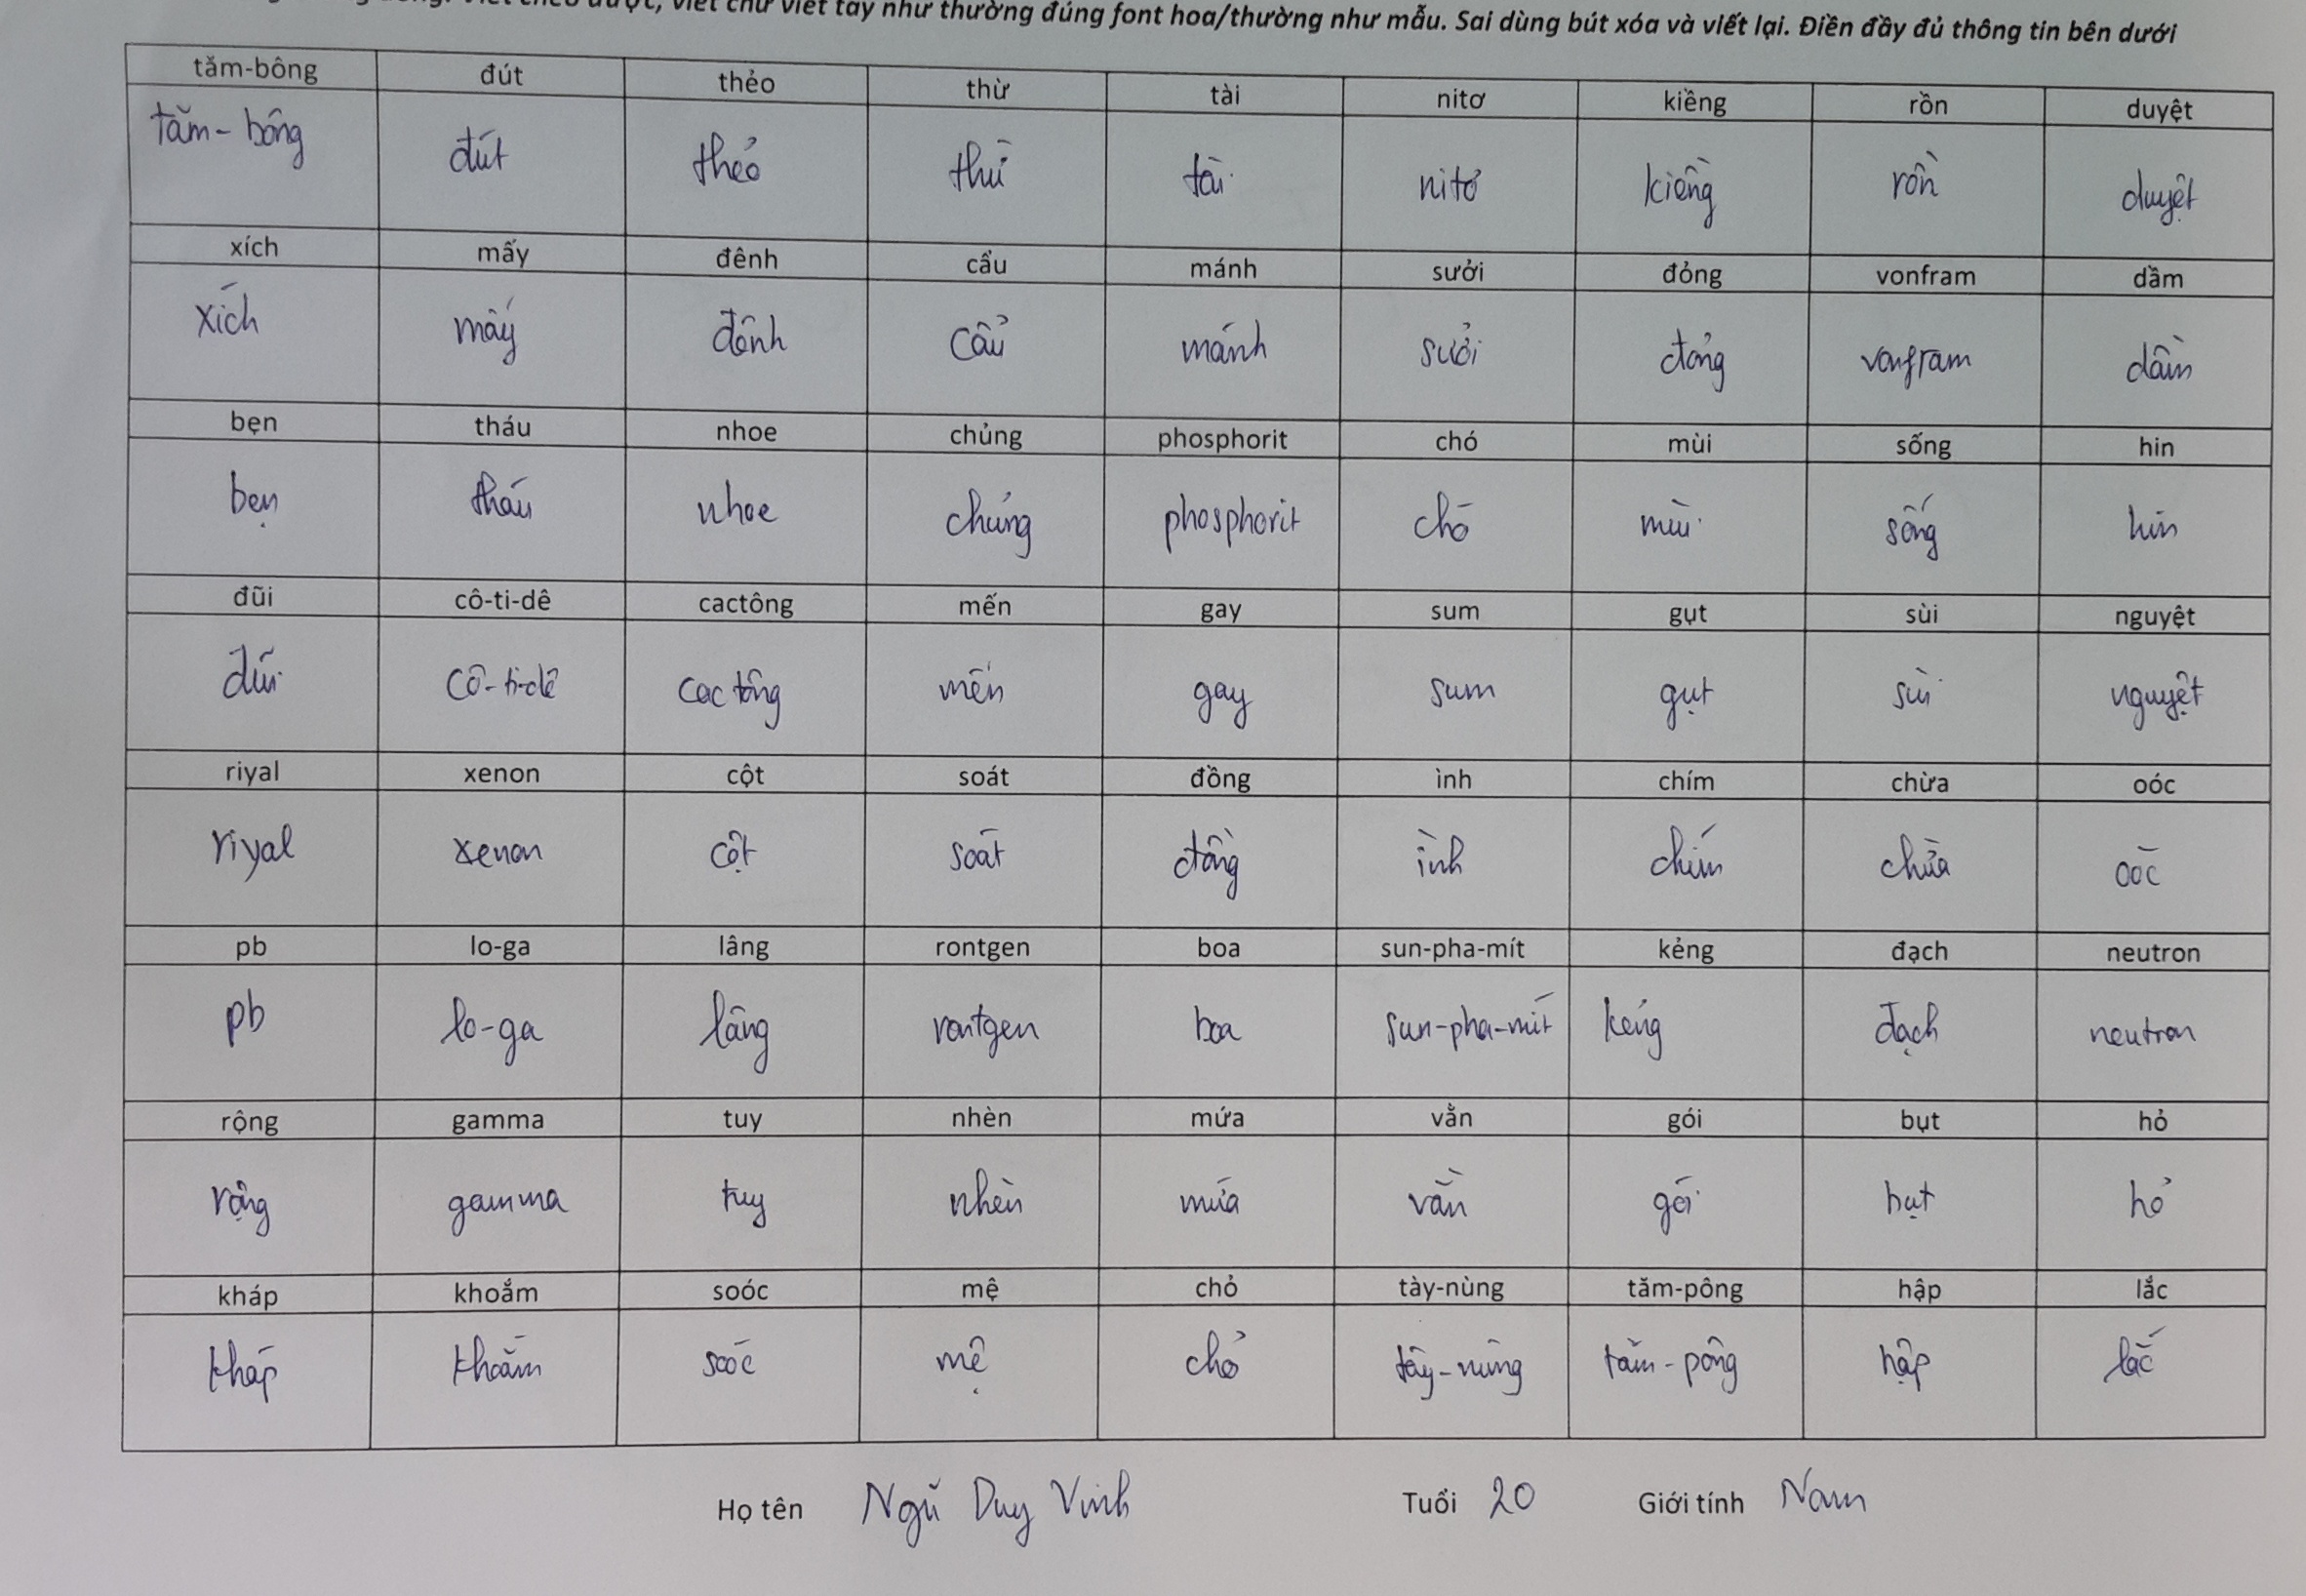 viết chữ viết tay như thường đúng font hoa/thường như mẫu. Sai dùng bút xóa và viết lại. Điền đầy đủ thông tin bên dưới
tăm-bông đút thẻo thừ tài nitơ kiềng rồn duyệt
tăm-bông đút thẻo thừ tài nitơ kiềng rồn duyệt
xích mấy đênh cẩu mánh sưởi đỏng vonfram dầm
xích mấy đênh cẩu mánh sưởi đỏng vonfram dầm
bẹn tháu nhoe chủng phosphorit chó mùi sống hin
bẹn tháu nhoe chủng phosphorit chó mùi sống hin
đũi cô-ti-dê cactông mến gay sum gụt sùi nguyệt
đũi cô-ti-dê cactông mến gay sum gụt sùi nguyệt
riyal xenon cột soát đồng ình chím chừa oóc
riyal xenon cột soát đồng ình chím chừa oóc
pb lo-ga lâng rontgen boa sun-pha-mít kẻng đạch neutron
pb lo-ga lâng rontgen boa sun-pha-mít kẻng đạch neutron
rộng gamma tuy nhèn mứa vằn gói bụt hỏ
rộng gamma tuy nhèn mứa vằn gói bụt hỏ
kháp khoắm soóc mệ chỏ tày-nùng tăm-pông hập lắc
kháp khoắm soóc mệ chỏ tày-nùng tăm-pông hập lắc
Họ tên Ngũ Duy Vinh Tuổi 20 Giới tính Nam